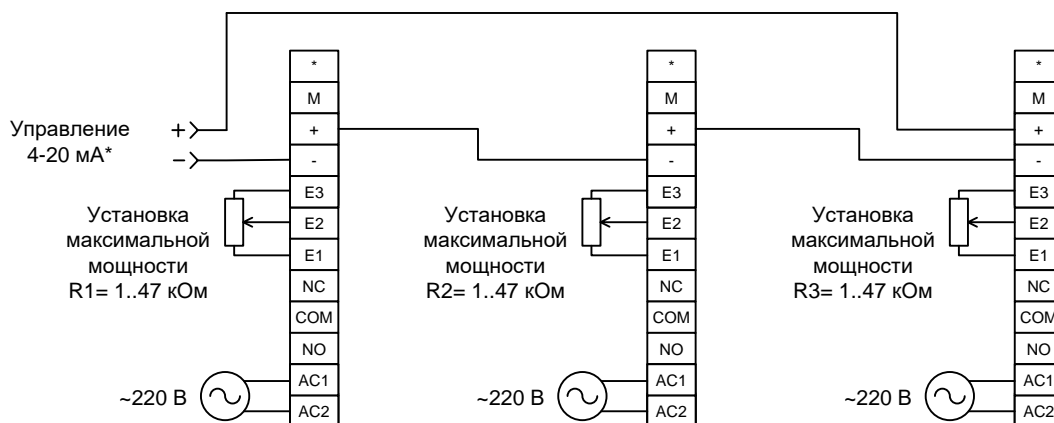 *
M
+
-
E3
E2
E1
NC
COM
NO
AC1
AC2
Управление
4-20 мА*
+
−
Установка
максимальной
мощности
R1= 1..47 кОм
~220 В
*
M
+
-
E3
E2
E1
NC
COM
NO
AC1
AC2
Установка
максимальной
мощности
R2= 1..47 кОм
~220 В
*
M
+
-
E3
E2
E1
NC
COM
NO
AC1
AC2
Установка
максимальной
мощности
R3= 1..47 кОм
~220 В